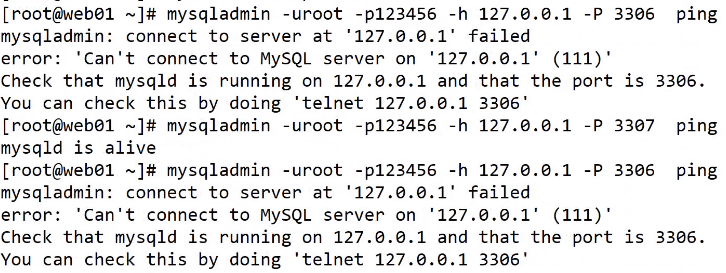 [root@web01 ~]# mysqladmin -uroot -p123456 -h 127.0.0.1 -P 3306  ping
mysqladmin: connect to server at '127.0.0.1' failed
error: 'Can't connect to MySQL server on '127.0.0.1' (111)'
Check that mysqld is running on 127.0.0.1 and that the port is 3306.
You can check this by doing 'telnet 127.0.0.1 3306'
[root@web01 ~]# mysqladmin -uroot -p123456 -h 127.0.0.1 -P 3307  ping
mysqld is alive
[root@web01 ~]# mysqladmin -uroot -p123456 -h 127.0.0.1 -P 3306  ping
mysqladmin: connect to server at '127.0.0.1' failed
error: 'Can't connect to MySQL server on '127.0.0.1' (111)'
Check that mysqld is running on 127.0.0.1 and that the port is 3306.
You can check this by doing 'telnet 127.0.0.1 3306'